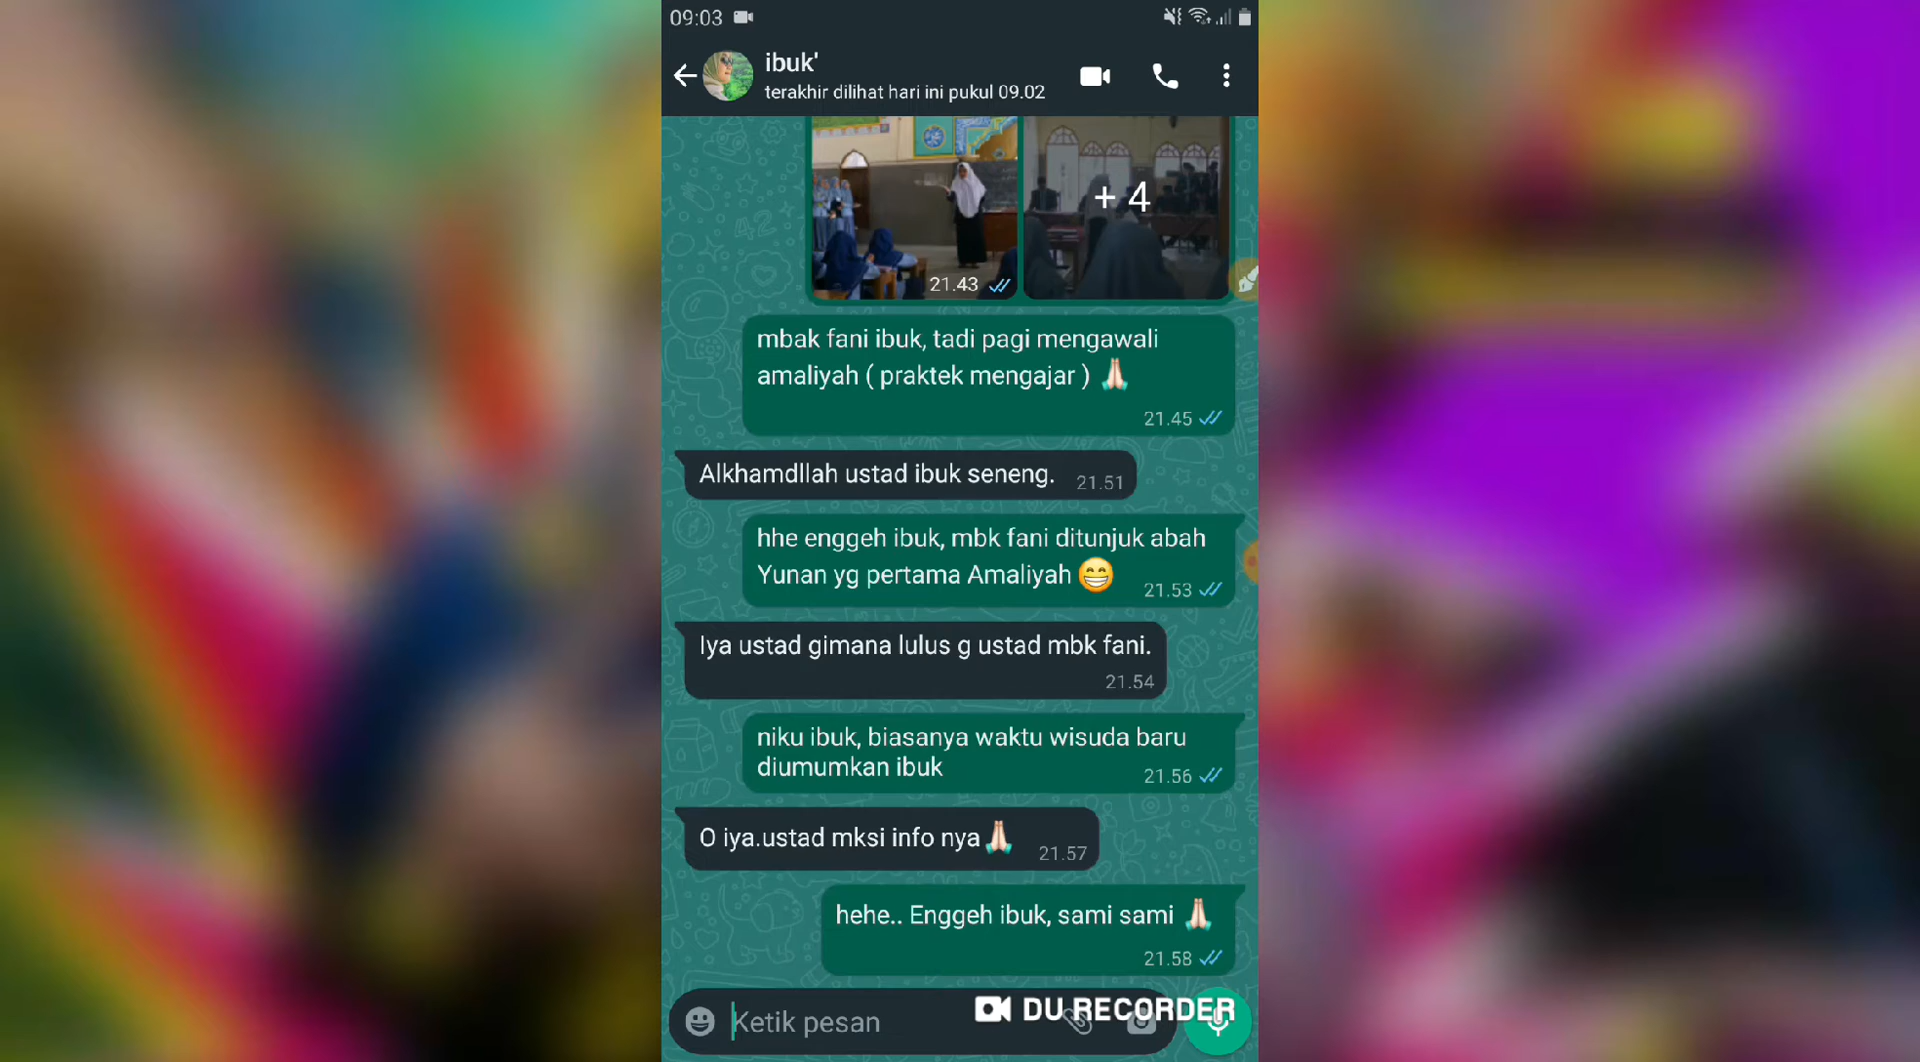 09:03
ibuk'
terakhir dilihat hari ini pukul 09.02
+ 4
21.43
mbak fani ibuk, tadi pagi mengawali
amaliyah ( praktek mengajar ) 🙏🏻
21.45
Alkhamdllah ustad ibuk seneng. 21.51
hhe enggeh ibuk, mbk fani ditunjuk abah
Yunan yg pertama Amaliyah 😁 21.53
Iya ustad gimana lulus g ustad mbk fani.
21.54
niku ibuk, biasanya waktu wisuda baru
diumumkan ibuk 21.56
O iya.ustad mksi info nya🙏🏻 21.57
hehe.. Enggeh ibuk, sami sami 🙏🏻
21.58
Ketik pesan
DU RECORDER